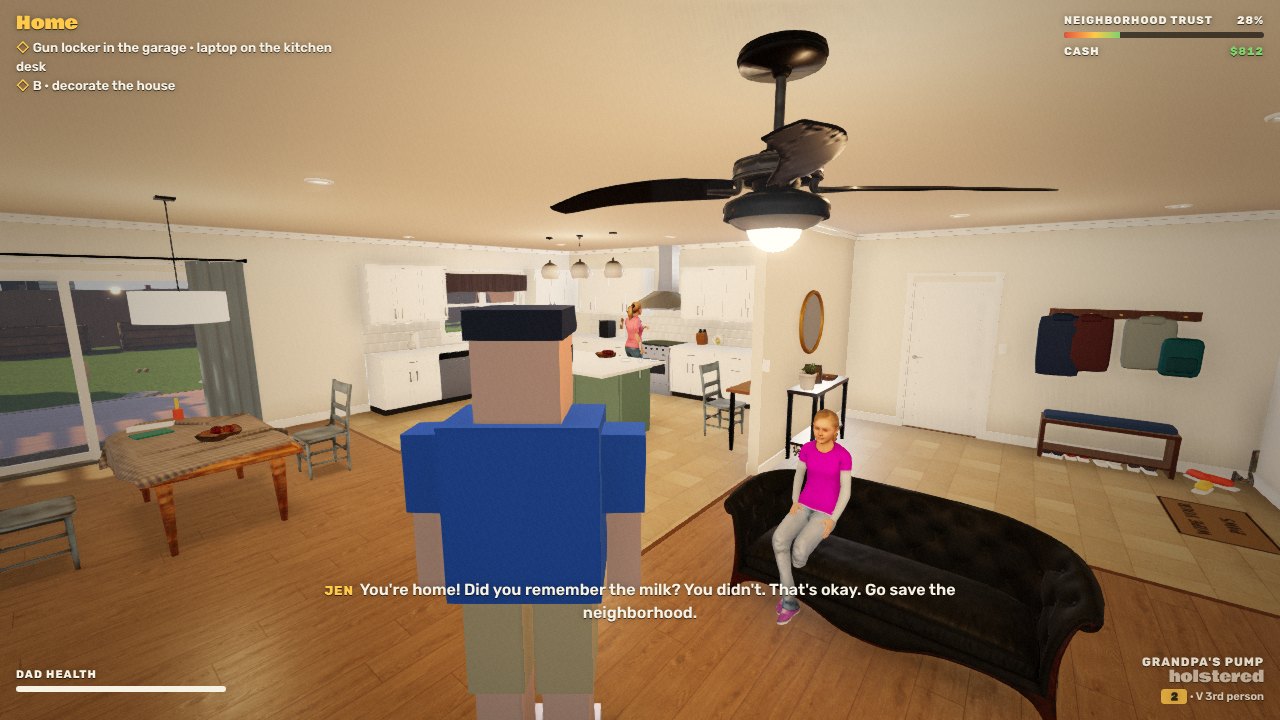 Home
Gun locker in the garage · laptop on the kitchen
desk
B · decorate the house
NEIGHBORHOOD TRUST 28%
CASH $812
JEN You're home! Did you remember the milk? You didn't. That's okay. Go save the
neighborhood.
DAD HEALTH
GRANDPA'S PUMP
holstered
2 · V 3rd person